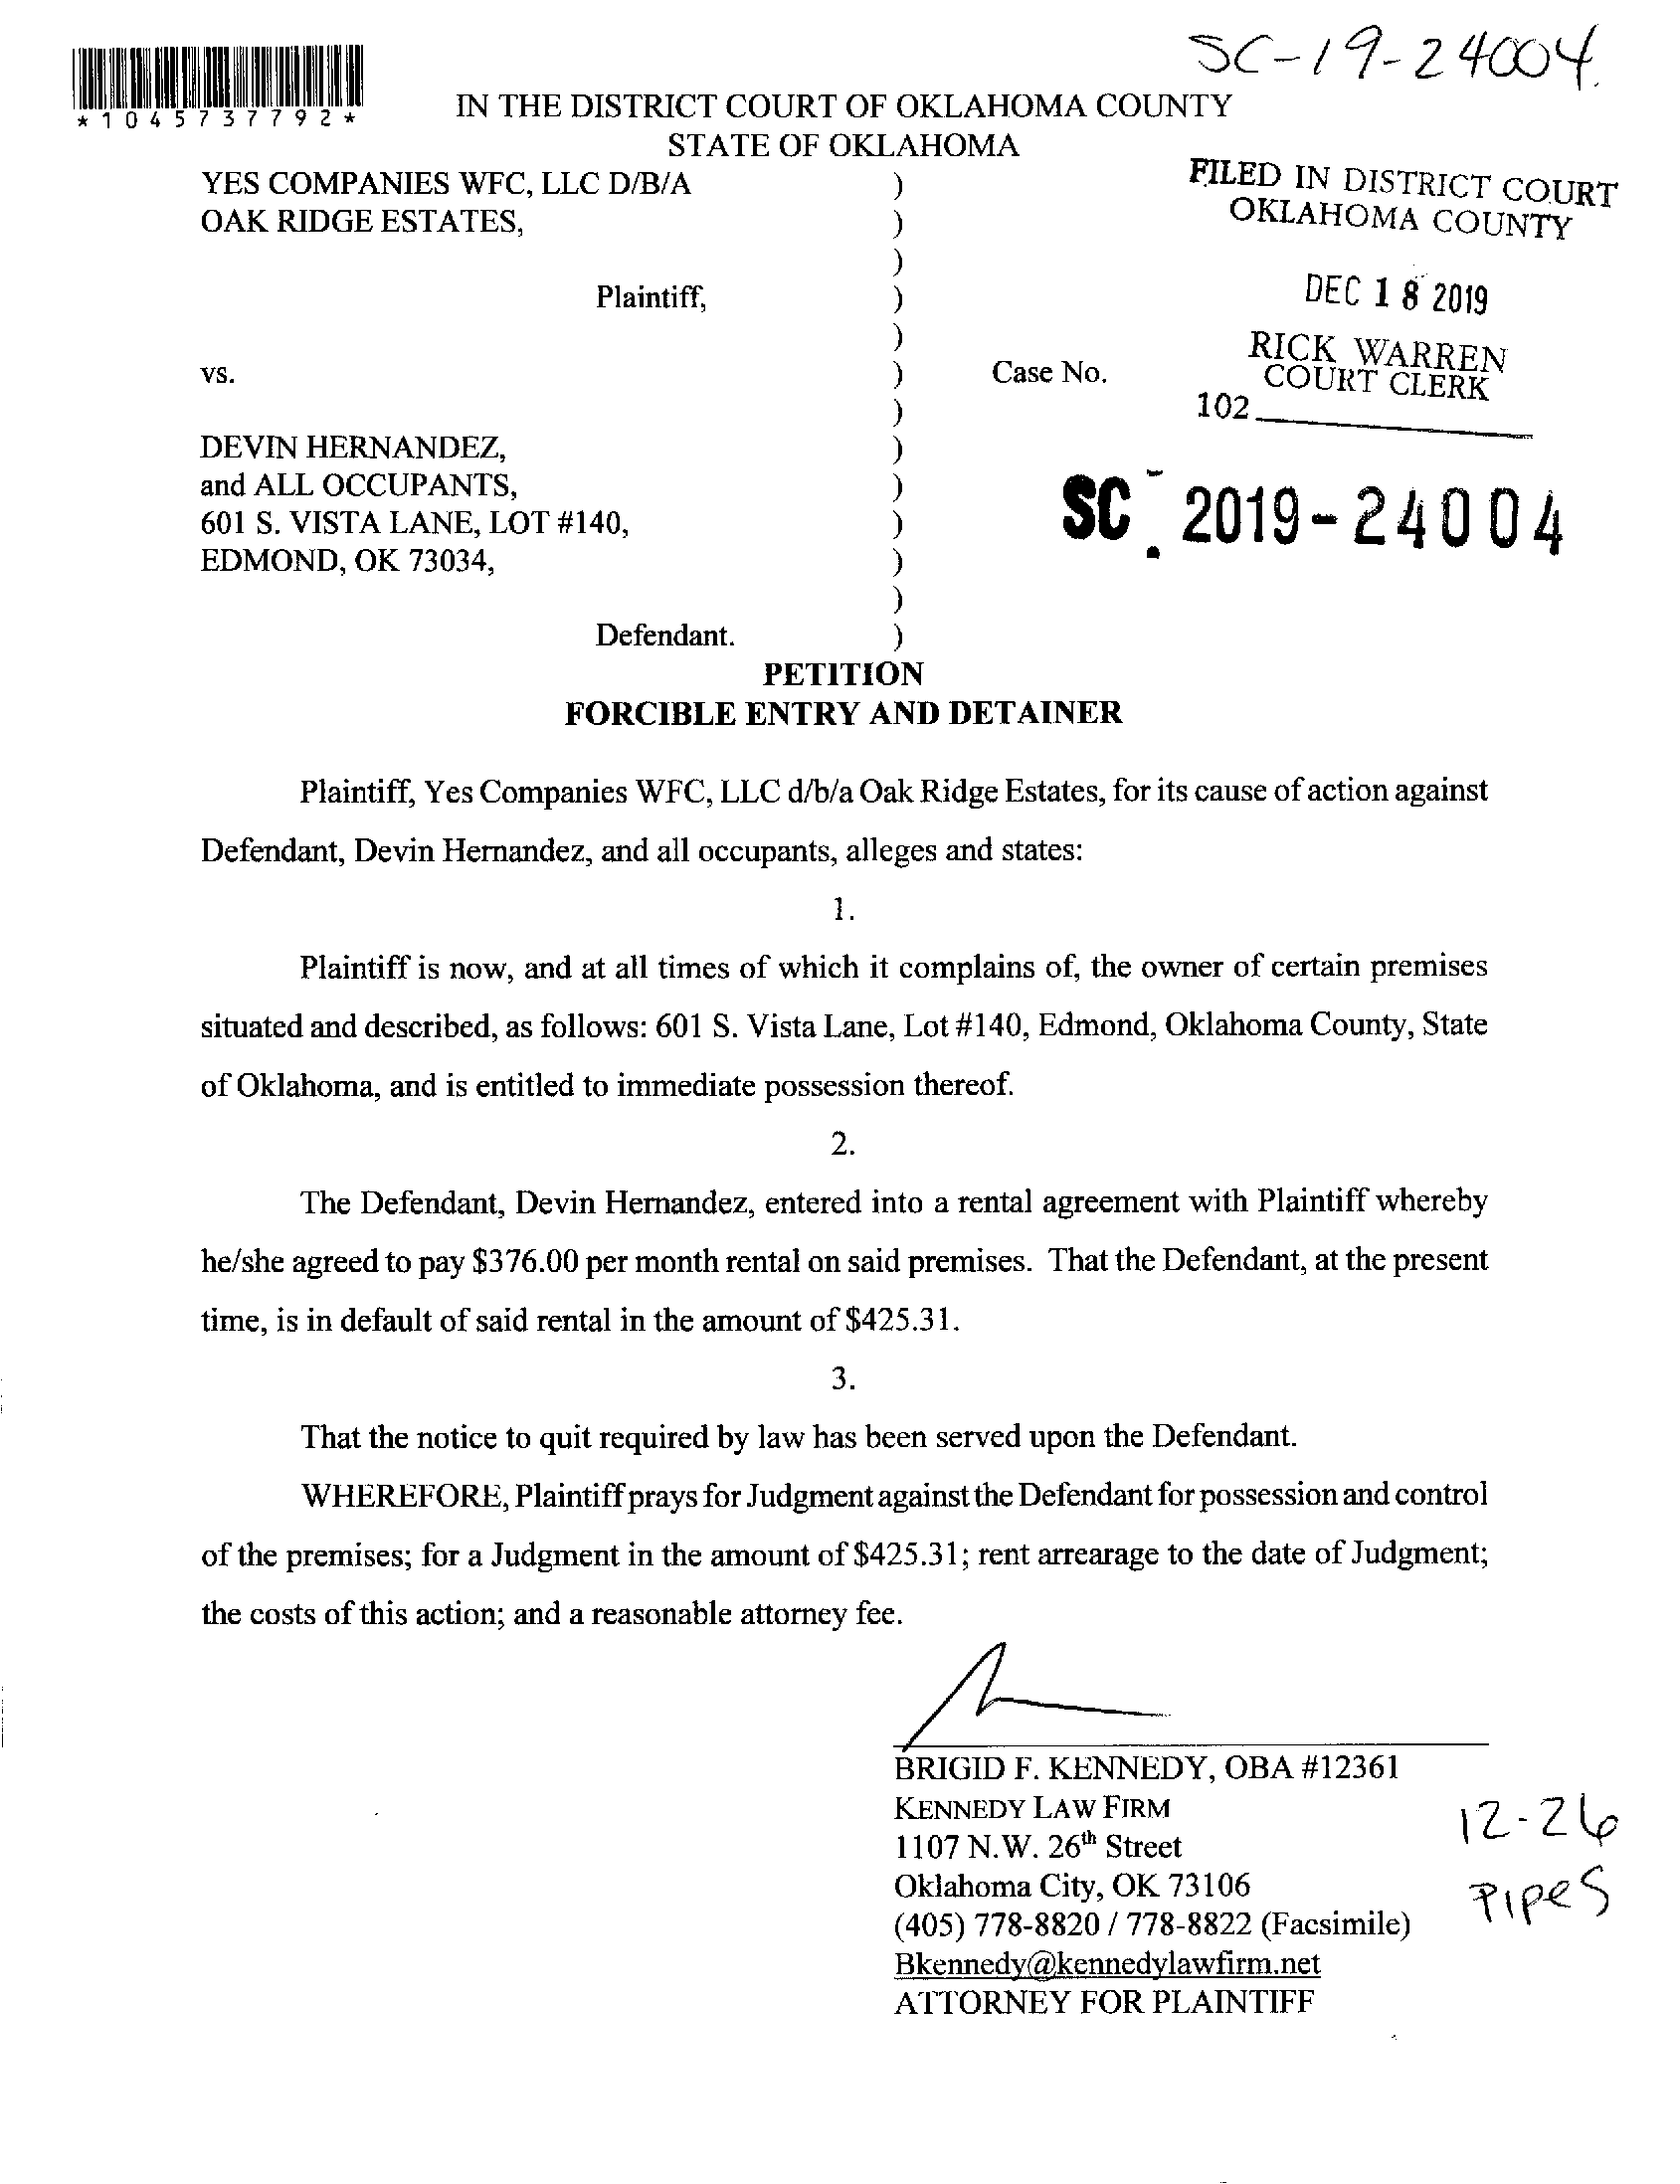 SC-19-24004.
*1045737792*
IN THE DISTRICT COURT OF OKLAHOMA COUNTY
STATE OF OKLAHOMA
YES COMPANIES WFC, LLC D/B/A )
OAK RIDGE ESTATES, )
)
Plaintiff, )
)
vs. ) Case No.
)
DEVIN HERNANDEZ, )
and ALL OCCUPANTS, )
601 S. VISTA LANE, LOT #140, )
EDMOND, OK 73034, )
)
Defendant. )
FILED IN DISTRICT COURT
OKLAHOMA COUNTY
DEC 18 2019
RICK WARREN
COURT CLERK
102
SC 2019-24004
PETITION
FORCIBLE ENTRY AND DETAINER
Plaintiff, Yes Companies WFC, LLC d/b/a Oak Ridge Estates, for its cause of action against
Defendant, Devin Hernandez, and all occupants, alleges and states:
1.
Plaintiff is now, and at all times of which it complains of, the owner of certain premises
situated and described, as follows: 601 S. Vista Lane, Lot #140, Edmond, Oklahoma County, State
of Oklahoma, and is entitled to immediate possession thereof.
2.
The Defendant, Devin Hernandez, entered into a rental agreement with Plaintiff whereby
he/she agreed to pay $376.00 per month rental on said premises. That the Defendant, at the present
time, is in default of said rental in the amount of $425.31.
3.
That the notice to quit required by law has been served upon the Defendant.
WHEREFORE, Plaintiff prays for Judgment against the Defendant for possession and control
of the premises; for a Judgment in the amount of $425.31; rent arrearage to the date of Judgment;
the costs of this action; and a reasonable attorney fee.
BRIGID F. KENNEDY, OBA #12361
KENNEDY LAW FIRM
1107 N.W. 26th Street
Oklahoma City, OK 73106
(405) 778-8820 / 778-8822 (Facsimile)
Bkennedy@kennedylawfirm.net
ATTORNEY FOR PLAINTIFF
12-26
PIPES